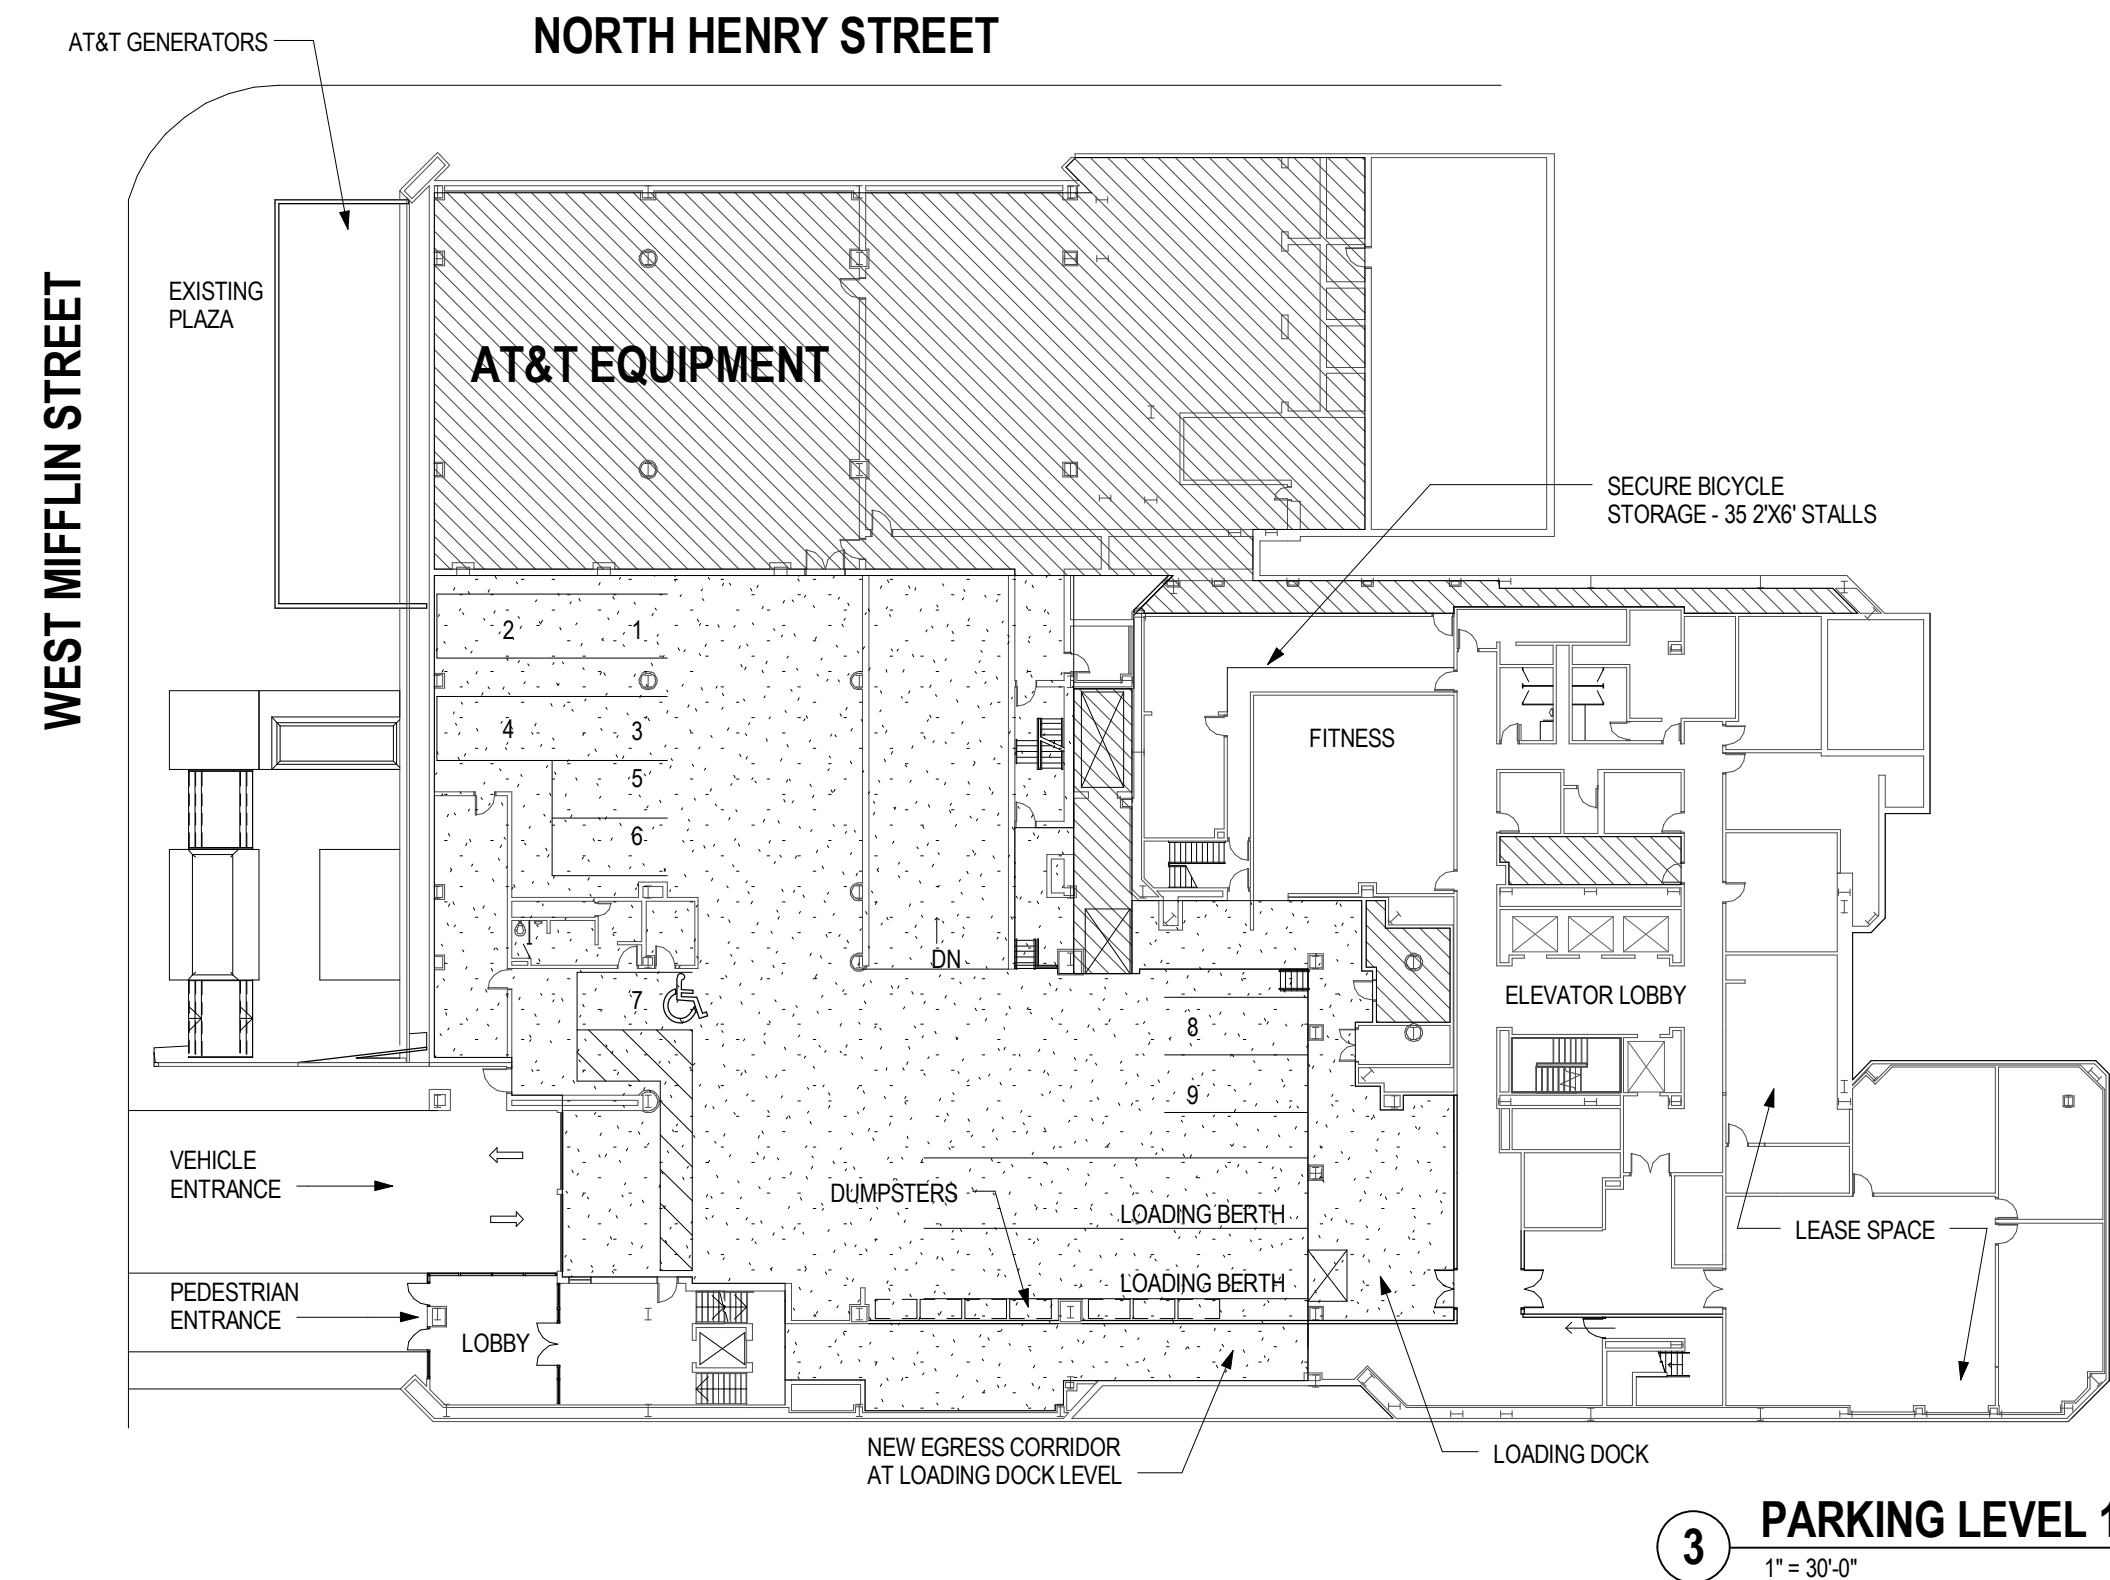 NORTH HENRY STREET
AT&T GENERATORS
WEST MIFFLIN STREET
EXISTING
PLAZA
AT&T EQUIPMENT
SECURE BICYCLE
STORAGE - 35 2'X6' STALLS
2
1
4
3
5
6
FITNESS
DN
7
8
9
ELEVATOR LOBBY
VEHICLE
ENTRANCE
DUMPSTERS
LOADING BERTH
LOADING BERTH
LEASE SPACE
PEDESTRIAN
ENTRANCE
LOBBY
NEW EGRESS CORRIDOR
AT LOADING DOCK LEVEL
LOADING DOCK
3
PARKING LEVEL 1
1" = 30'-0"